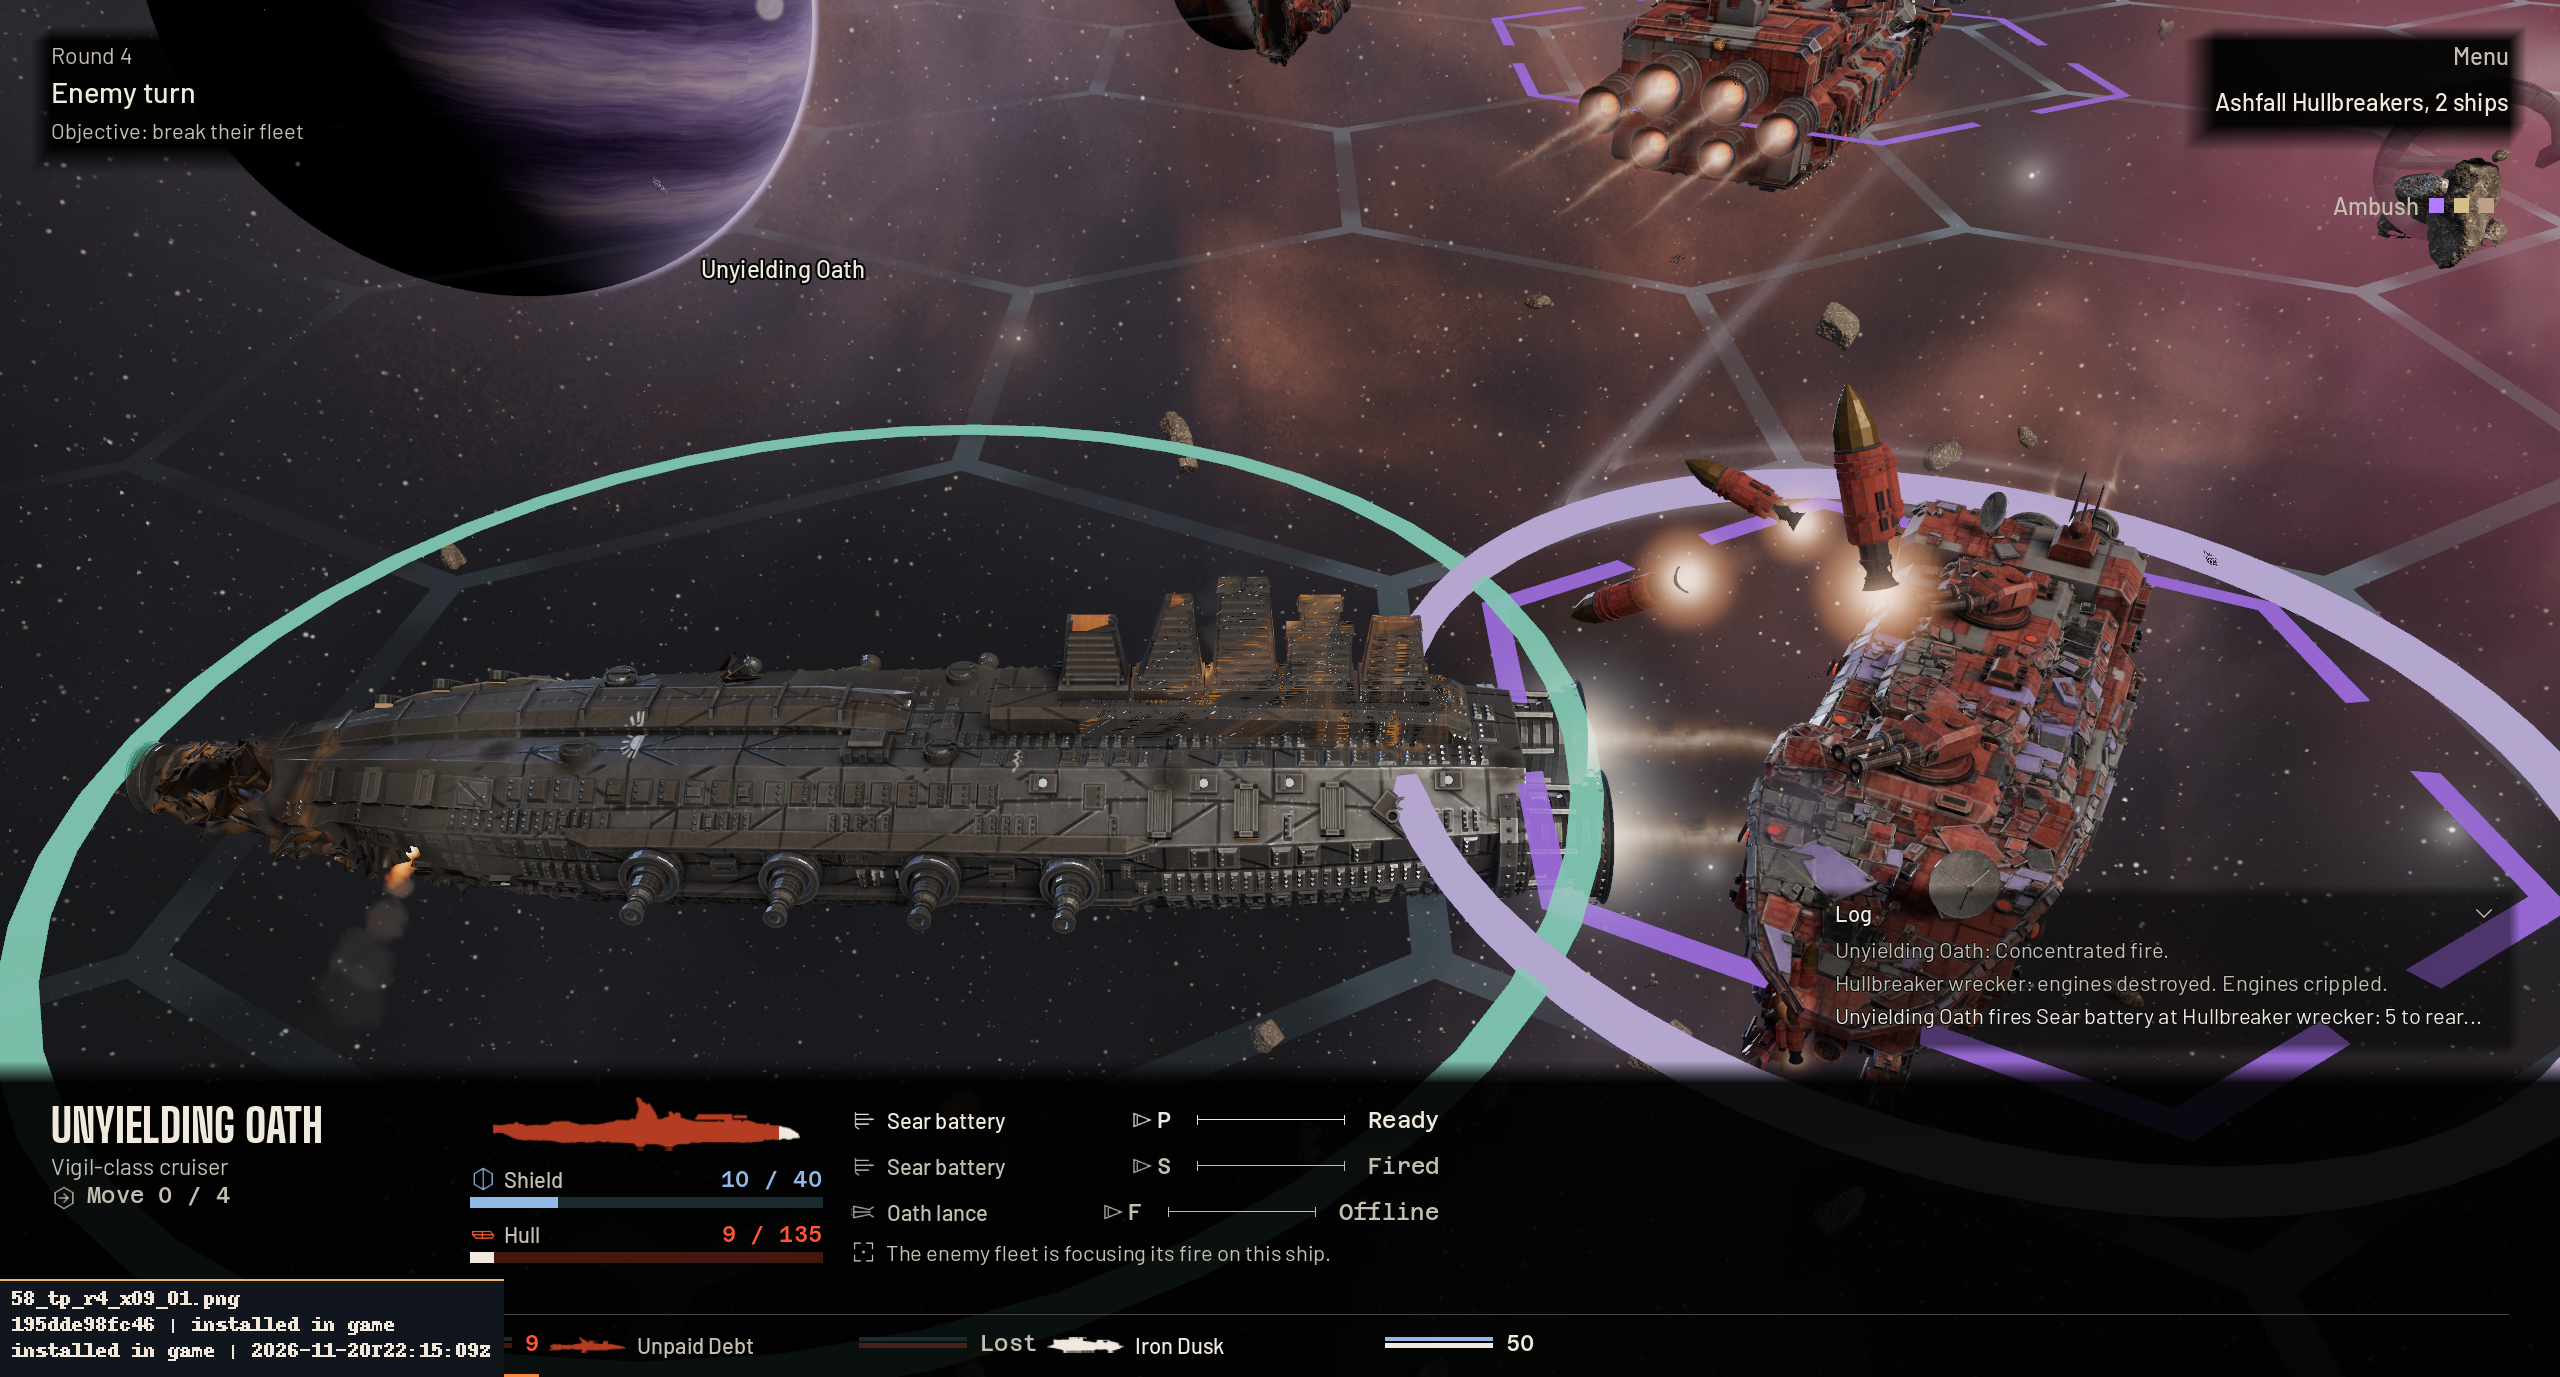 Round 4
Enemy turn
Objective: break their fleet
Menu
Ashfall Hullbreakers, 2 ships
Ambush
Unyielding Oath
Log
Unyielding Oath: Concentrated fire.
Hullbreaker wrecker: engines destroyed. Engines crippled.
Unyielding Oath fires Sear battery at Hullbreaker wrecker: 5 to rear...
UNYIELDING OATH
Vigil-class cruiser
Move 0 / 4
Shield 10 / 40
Hull 9 / 135
Sear battery P Ready
Sear battery S Fired
Oath lance F Offline
The enemy fleet is focusing its fire on this ship.
9 Unpaid Debt Lost Iron Dusk 50
58_tp_r4_x09_01.png
195dde98fc46 | installed in game
installed in game | 2026-11-20T22:15:09Z